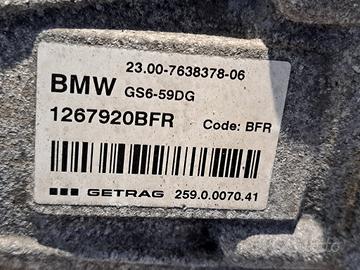 23.00-7638378-06
BMW GS6-59DG
1267920BFR Code: BFR
GETRAG 259.0.0070.41